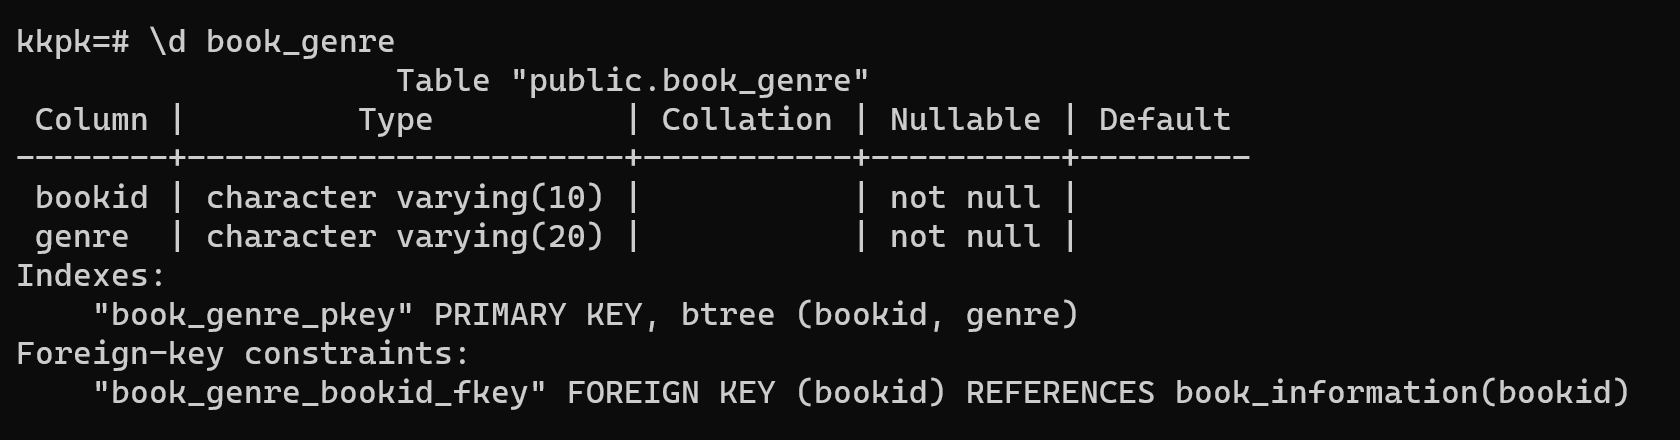 kkpk=# \d book_genre
                    Table "public.book_genre"
 Column |         Type          | Collation | Nullable | Default
--------+-----------------------+-----------+----------+---------
 bookid | character varying(10) |           | not null |
 genre  | character varying(20) |           | not null |
Indexes:
    "book_genre_pkey" PRIMARY KEY, btree (bookid, genre)
Foreign-key constraints:
    "book_genre_bookid_fkey" FOREIGN KEY (bookid) REFERENCES book_information(bookid)